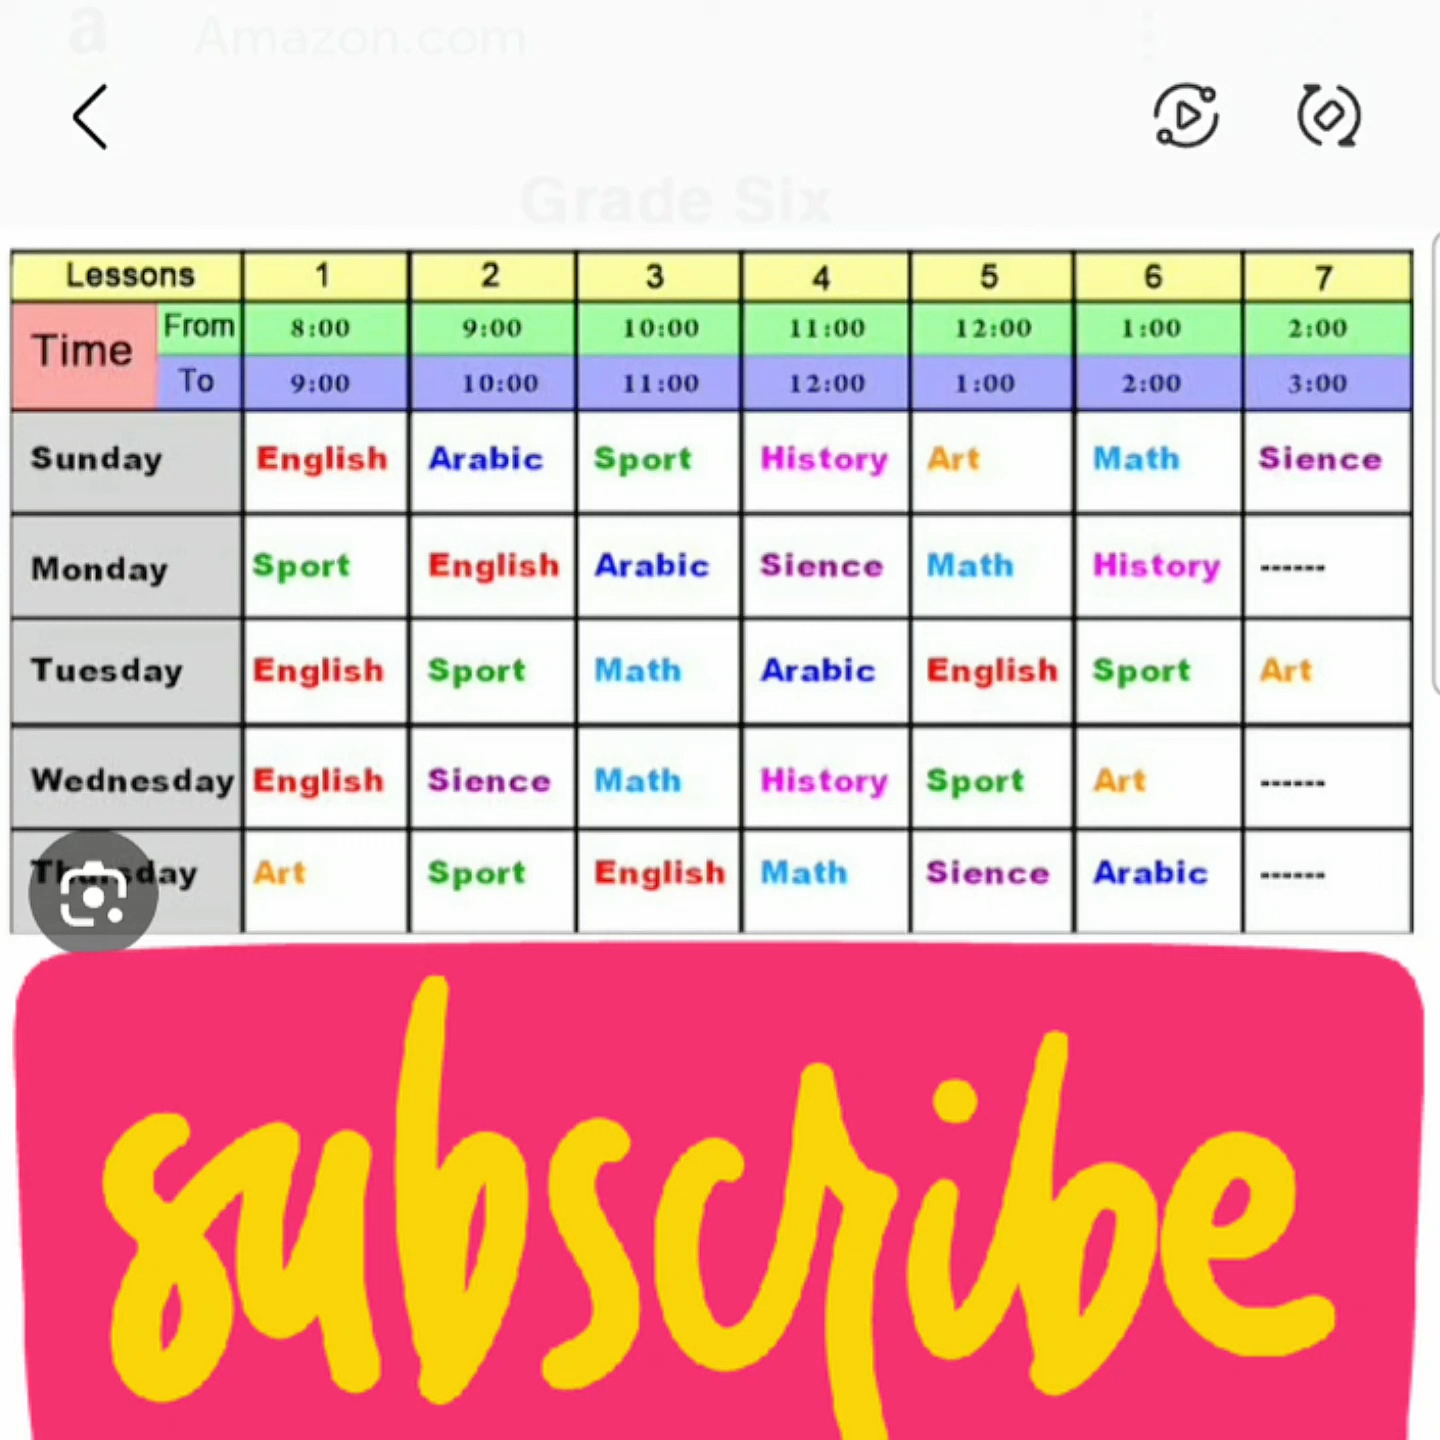 a Amazon.com
Grade Six
Lessons 1 2 3 4 5 6 7
Time From 8:00 9:00 10:00 11:00 12:00 1:00 2:00
To 9:00 10:00 11:00 12:00 1:00 2:00 3:00
Sunday English Arabic Sport History Art Math Sience
Monday Sport English Arabic Sience Math History ------
Tuesday English Sport Math Arabic English Sport Art
Wednesday English Sience Math History Sport Art ------
Thursday Art Sport English Math Sience Arabic ------
subscribe